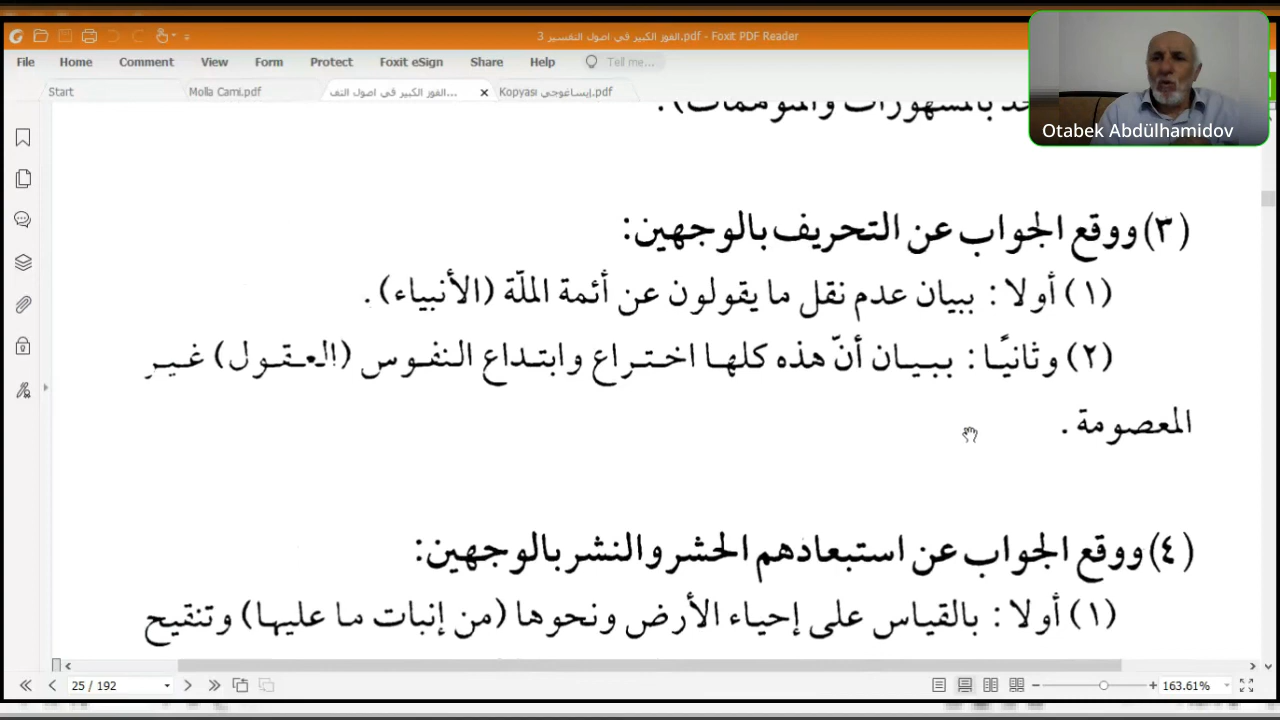 الفوز الكبير في اصول التفسير 3.pdf - Foxit PDF Reader
File Home Comment View Form Protect Foxit eSign Share Help Tell me...
Start Molla Cami.pdf الفوز الكبير في اصول التف... Kopyası إيساغوجي.pdf
Otabek Abdülhamidov
بالمشهورات والموهمات).
(٣) ووقع الجواب عن التحريف بالوجهين:
(١) أولا : ببيان عدم نقل ما يقولون عن أئمة الملّة (الأنبياء).
(٢) وثانيًا : ببيان أنّ هذه كلها اختراع وابتداع النفوس (العقول) غير
المعصومة .
(٤) ووقع الجواب عن استبعادهم الحشر والنشر بالوجهين:
(١) أولا : بالقياس على إحياء الأرض ونحوها (من إنبات ما عليها) وتنقيح
25 / 192 163.61%